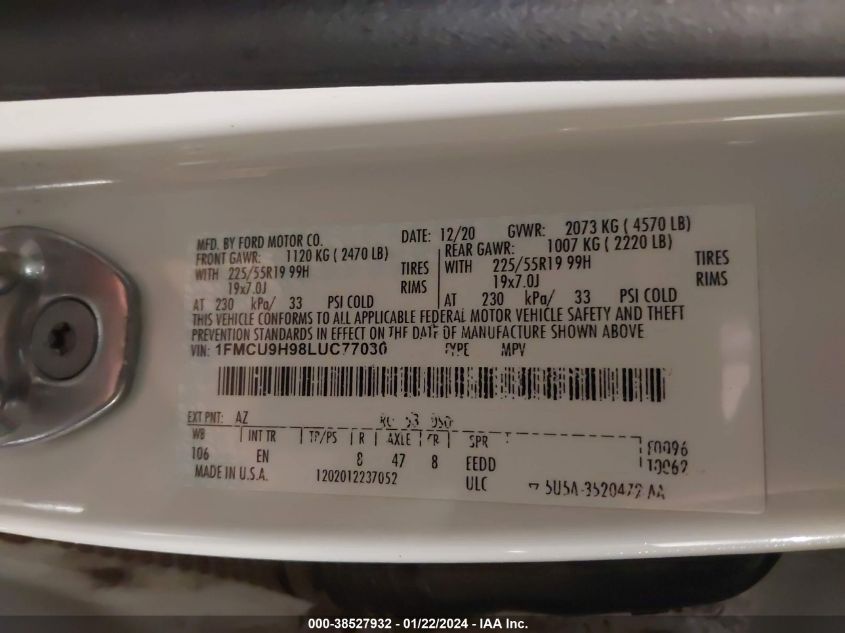 MFD. BY FORD MOTOR CO. DATE: 12/20 GVWR: 2073 KG ( 4570 LB)
FRONT GAWR: 1120 KG ( 2470 LB) REAR GAWR: 1007 KG ( 2220 LB)
WITH 225/55R19 99H TIRES WITH 225/55R19 99H TIRES
19x7.0J RIMS 19x7.0J RIMS
AT 230 kPa/ 33 PSI COLD AT 230 kPa/ 33 PSI COLD
THIS VEHICLE CONFORMS TO ALL APPLICABLE FEDERAL MOTOR VEHICLE SAFETY AND THEFT
PREVENTION STANDARDS IN EFFECT ON THE DATE OF MANUFACTURE SHOWN ABOVE
VIN: 1FMCU9H98LUC77030 TYPE MPV
EXT PNT: AZ RC: 53
WB INT TR TP/PS R AXLE TR SPR
106 EN 8 47 8 EEDD
MADE IN U.S.A. 1202012237052 ULC 5U5A-3520472-AA
000-38527932 - 01/22/2024 - IAA Inc.